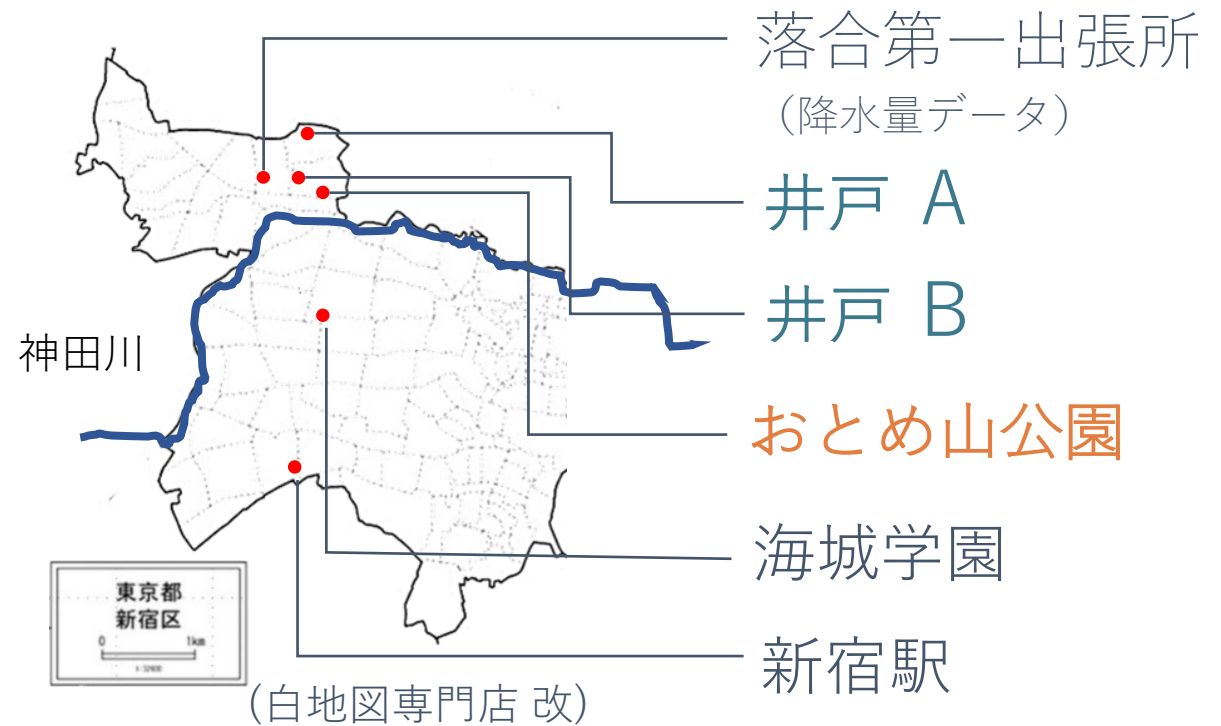 落合第一出張所
（降水量データ）
井戸 A
井戸 B
神田川
おとめ山公園
海城学園
東京都
新宿区
0 1km
新宿駅
(白地図専門店 改)